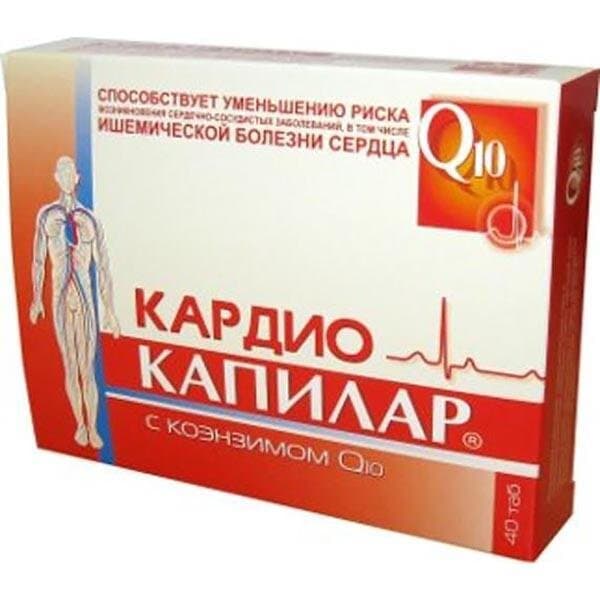 СПОСОБСТВУЕТ УМЕНЬШЕНИЮ РИСКА
ВОЗНИКНОВЕНИЯ СЕРДЕЧНО-СОСУДИСТЫХ ЗАБОЛЕВАНИЙ, В ТОМ ЧИСЛЕ
ИШЕМИЧЕСКОЙ БОЛЕЗНИ СЕРДЦА
Q10
КАРДИО
КАПИЛАР®
С КОЭНЗИМОМ Q10
Q10
40 таб